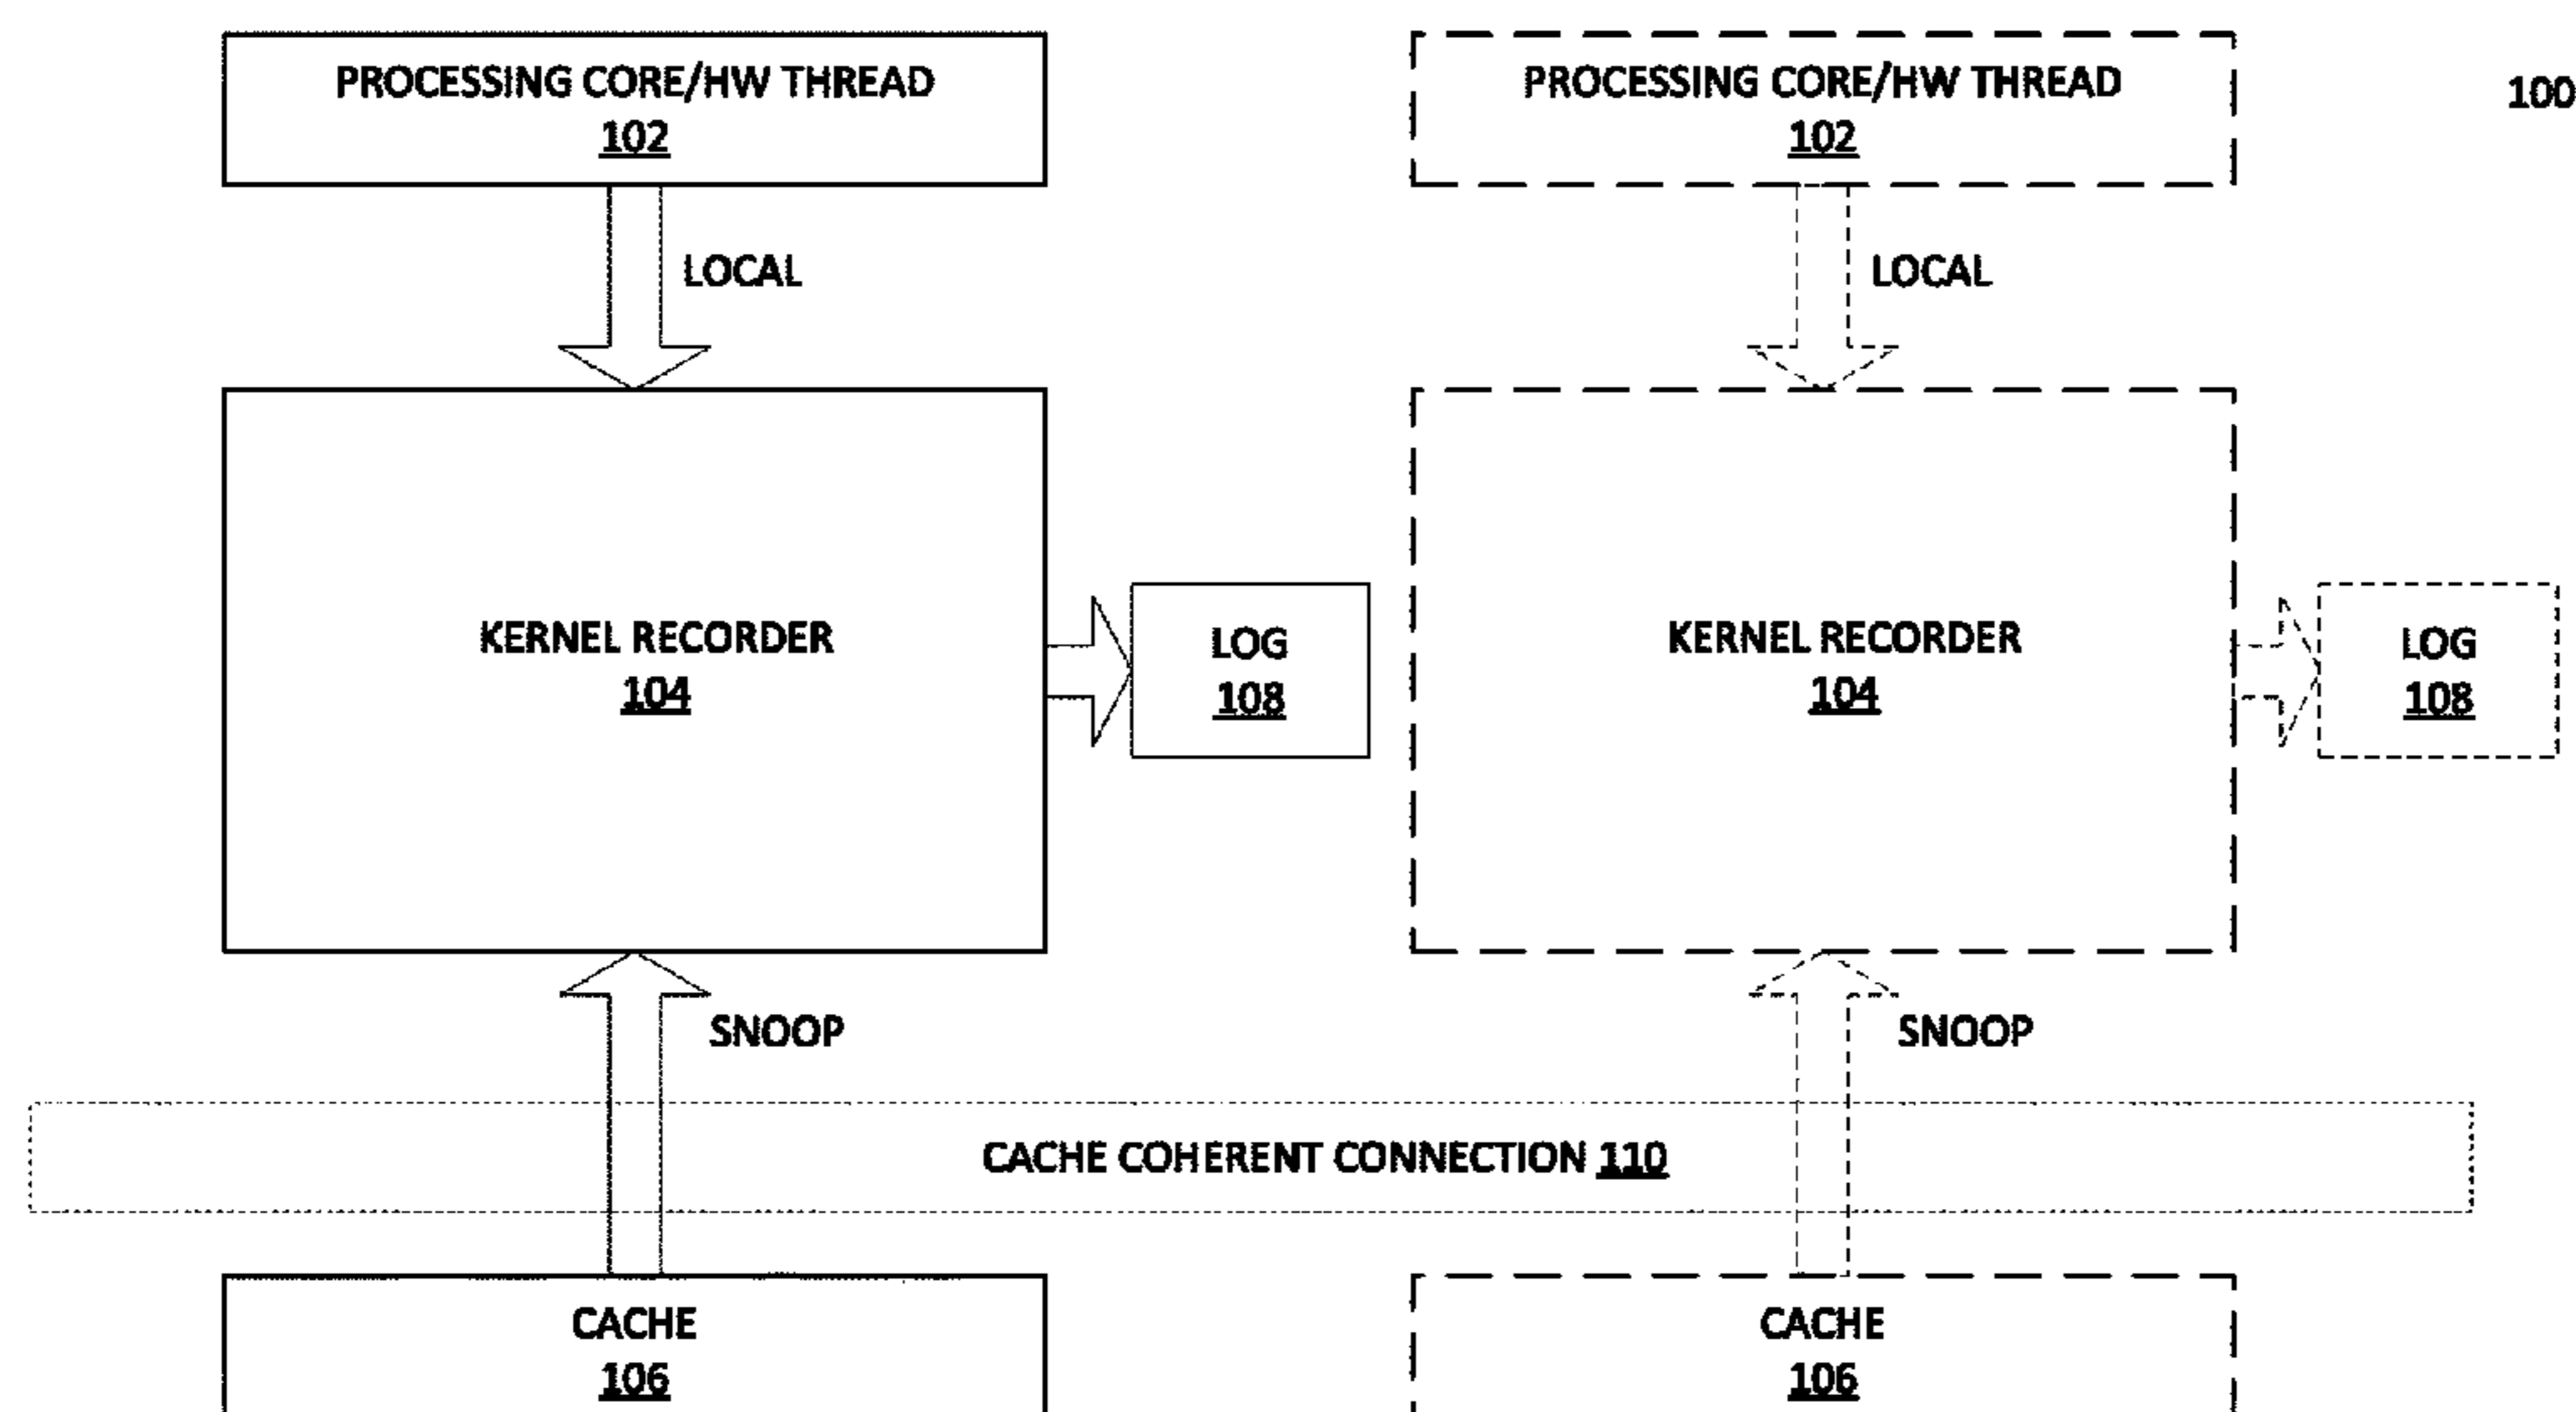 PROCESSING CORE/HW THREAD
102
PROCESSING CORE/HW THREAD
102
100
LOCAL
LOCAL
KERNEL RECORDER
104
LOG
108
KERNEL RECORDER
104
LOG
108
SNOOP
SNOOP
CACHE COHERENT CONNECTION 110
CACHE
106
CACHE
106